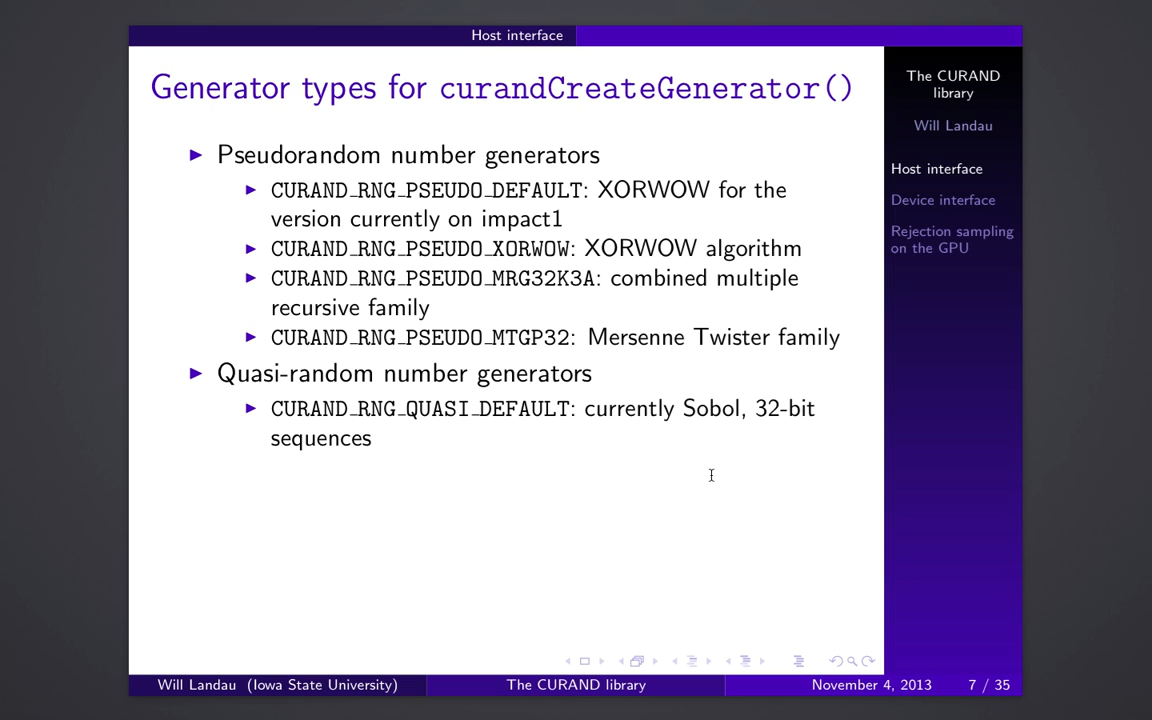 Host interface
Generator types for curandCreateGenerator()
Pseudorandom number generators
CURAND_RNG_PSEUDO_DEFAULT: XORWOW for the
version currently on impact1
CURAND_RNG_PSEUDO_XORWOW: XORWOW algorithm
CURAND_RNG_PSEUDO_MRG32K3A: combined multiple
recursive family
CURAND_RNG_PSEUDO_MTGP32: Mersenne Twister family
Quasi-random number generators
CURAND_RNG_QUASI_DEFAULT: currently Sobol, 32-bit
sequences
The CURAND
library
Will Landau
Host interface
Device interface
Rejection sampling
on the GPU
Will Landau (Iowa State University)
The CURAND library
November 4, 2013
7 / 35